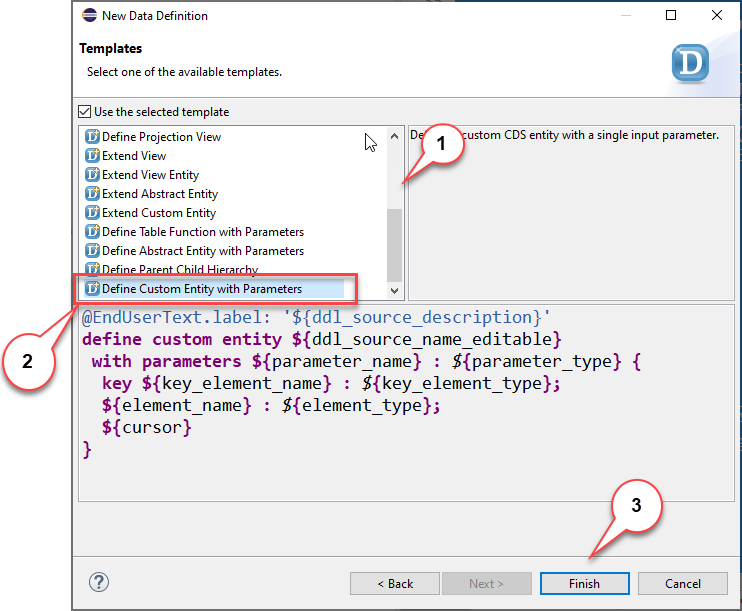 New Data Definition
Templates
Select one of the available templates.
D
Use the selected template
Define Projection View
Extend View
Extend View Entity
Extend Abstract Entity
Extend Custom Entity
Define Table Function with Parameters
Define Abstract Entity with Parameters
Define Parent Child Hierarchy
Define Custom Entity with Parameters
custom CDS entity with a single input parameter.
1
2
@EndUserText.label: '${ddl_source_description}'
define custom entity ${ddl_source_name_editable}
with parameters ${parameter_name} : ${parameter_type} {
key ${key_element_name} : ${key_element_type};
${element_name} : ${element_type};
${cursor}
}
3
?
< Back
Next >
Finish
Cancel